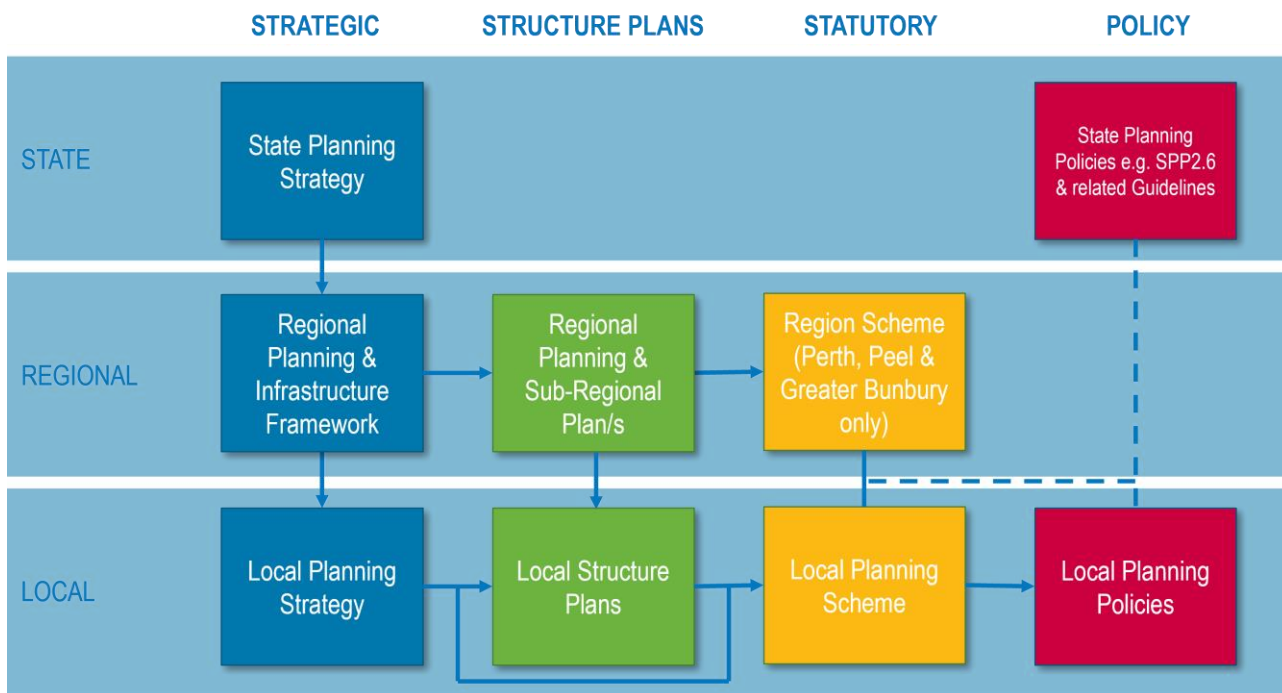 STRATEGIC
STRUCTURE PLANS
STATUTORY
POLICY
STATE
State Planning
Strategy
State Planning
Policies e.g. SPP2.6
& related Guidelines
REGIONAL
Regional
Planning &
Infrastructure
Framework
Regional
Planning &
Sub-Regional
Plan/s
Region Scheme
(Perth, Peel &
Greater Bunbury
only)
LOCAL
Local Planning
Strategy
Local Structure
Plans
Local Planning
Scheme
Local Planning
Policies